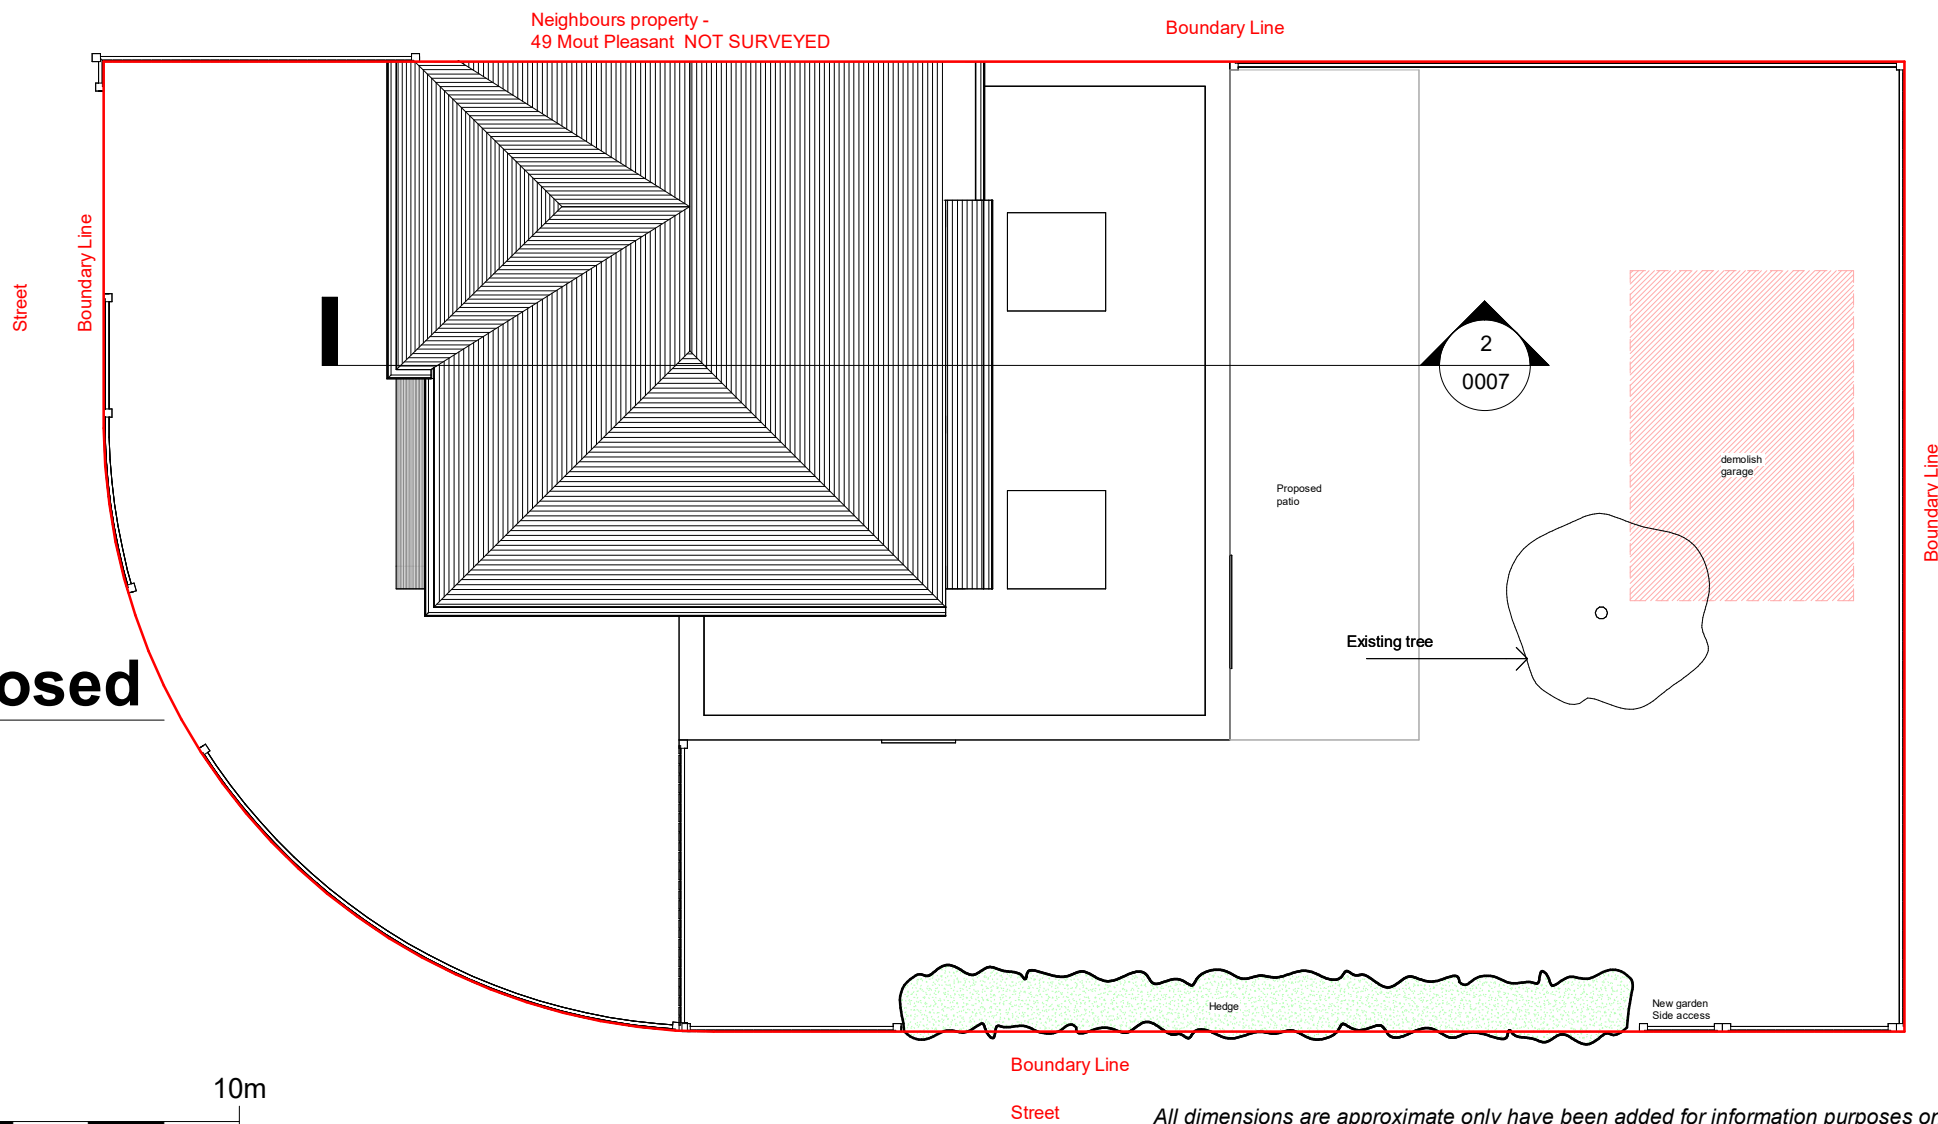 Neighbours property -
49 Mout Pleasant NOT SURVEYED
Boundary Line
Boundary Line
Street
2
0007
demolish
garage
Boundary Line
Proposed
patio
Existing tree
osed
Hedge
New garden
Side access
Boundary Line
10m
Street
All dimensions are approximate only have been added for information purposes or